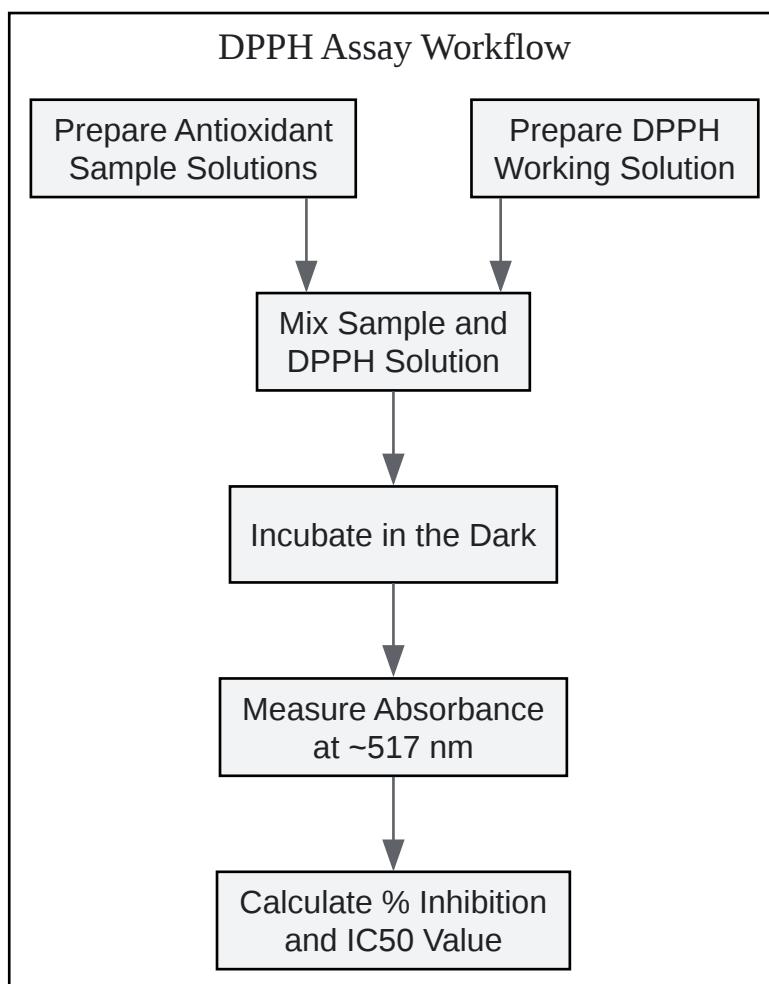 DPPH Assay Workflow
Prepare Antioxidant
Sample Solutions
Prepare DPPH
Working Solution
Mix Sample and
DPPH Solution
Incubate in the Dark
Measure Absorbance
at ~517 nm
Calculate % Inhibition
and IC50 Value